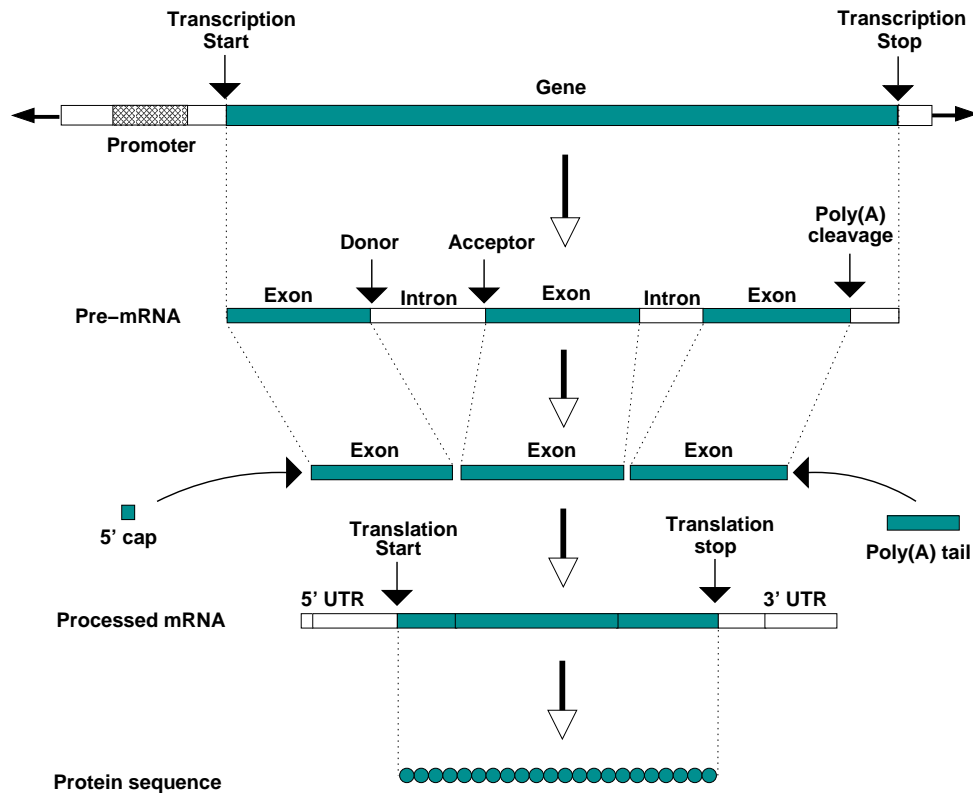 Transcription
Start
Transcription
Stop
Gene
Promoter
Poly(A)
cleavage
Donor
Acceptor
Exon
Intron
Exon
Intron
Exon
Pre−mRNA
Exon
Exon
Exon
5’ cap
Translation
Start
Translation
stop
Poly(A) tail
5’ UTR
3’ UTR
Processed mRNA
Protein sequence